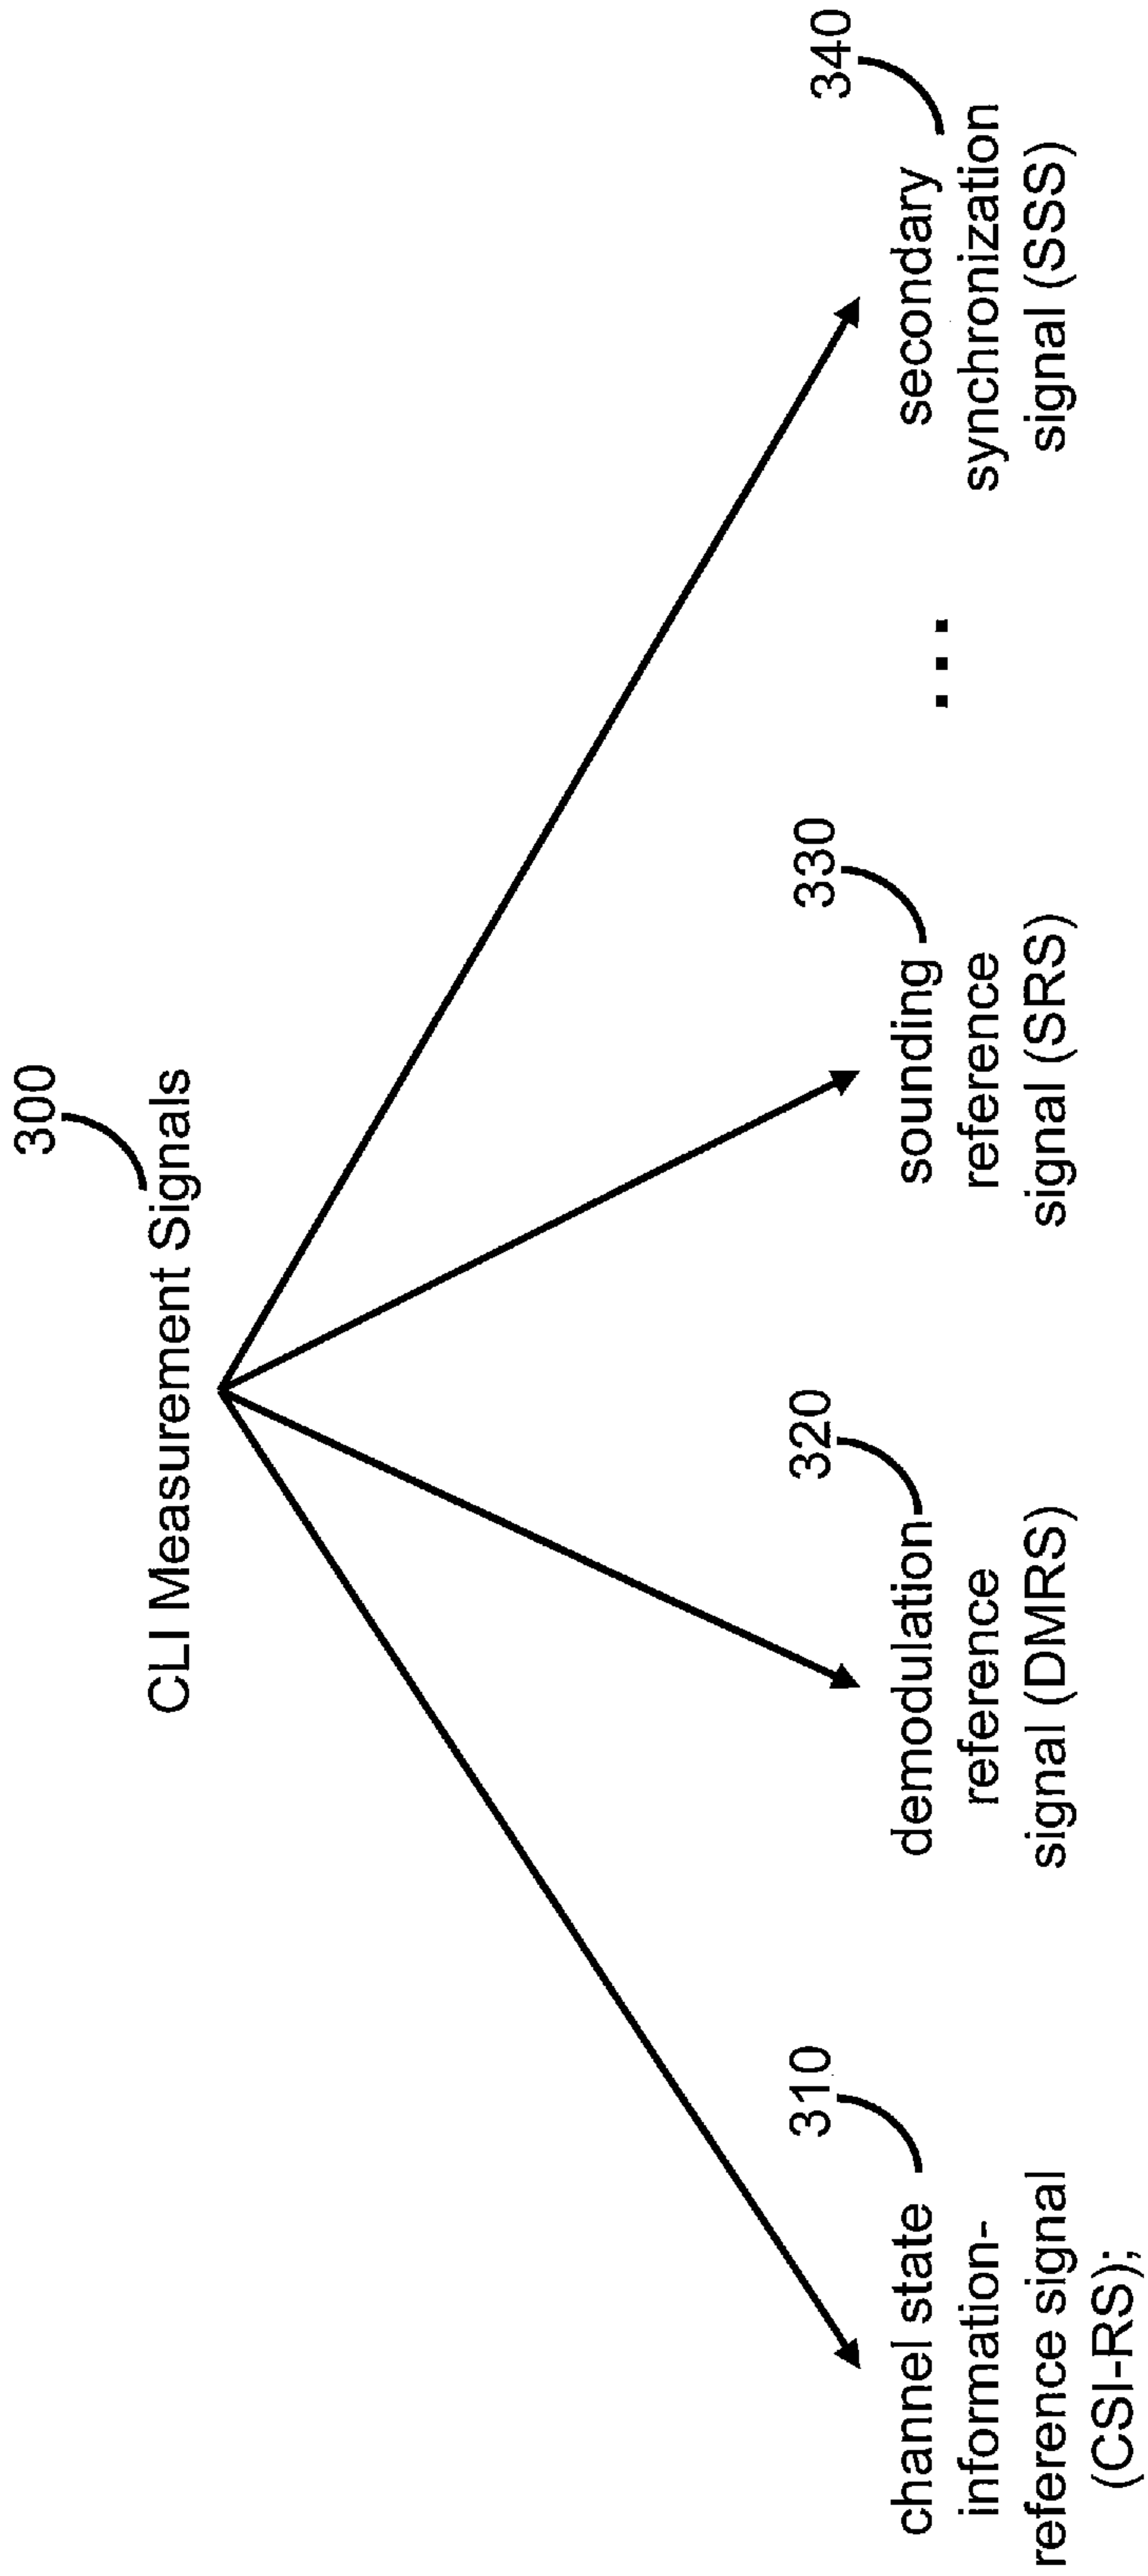 300
CLI Measurement Signals
310
channel state
information-
reference signal
(CSI-RS);
320
demodulation
reference
signal (DMRS)
330
sounding
reference
signal (SRS)
...
340
secondary
synchronization
signal (SSS)